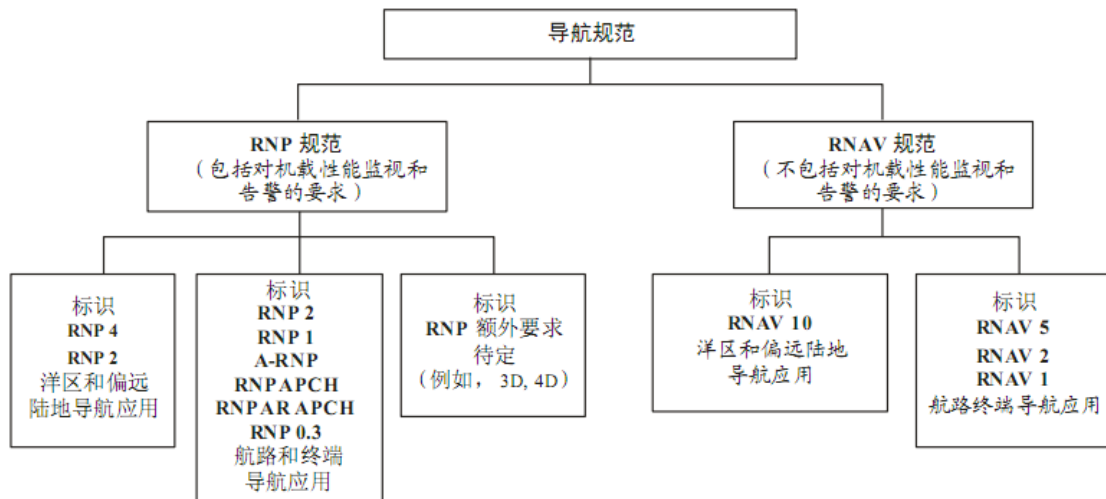 导航规范
RNP 规范
（包括对机载性能监视和
告警的要求）
RNAV 规范
（不包括对机载性能监视和
告警的要求）
标识
RNP 4
RNP 2
洋区和偏远
陆地导航应用
标识
RNP 2
RNP 1
A-RNP
RNPAPCH
RNPAR APCH
RNP 0.3
航路和终端
导航应用
标识
RNP 额外要求
待定
（例如，3D, 4D）
标识
RNAV 10
洋区和偏远陆地
导航应用
标识
RNAV 5
RNAV 2
RNAV 1
航路终端导航应用